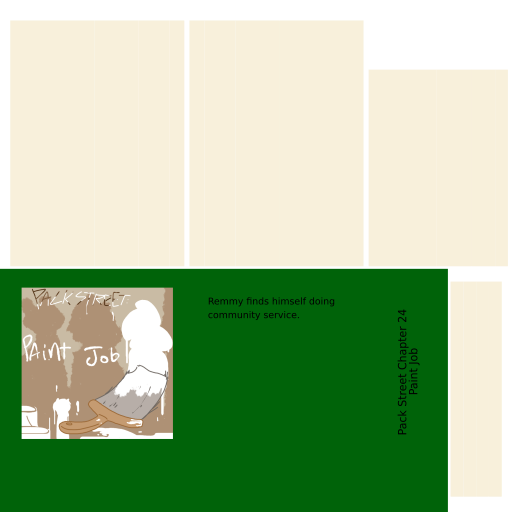 PACK STREET
Paint Job
Remmy finds himself doing
community service.
Pack Street Chapter 24
Paint Job